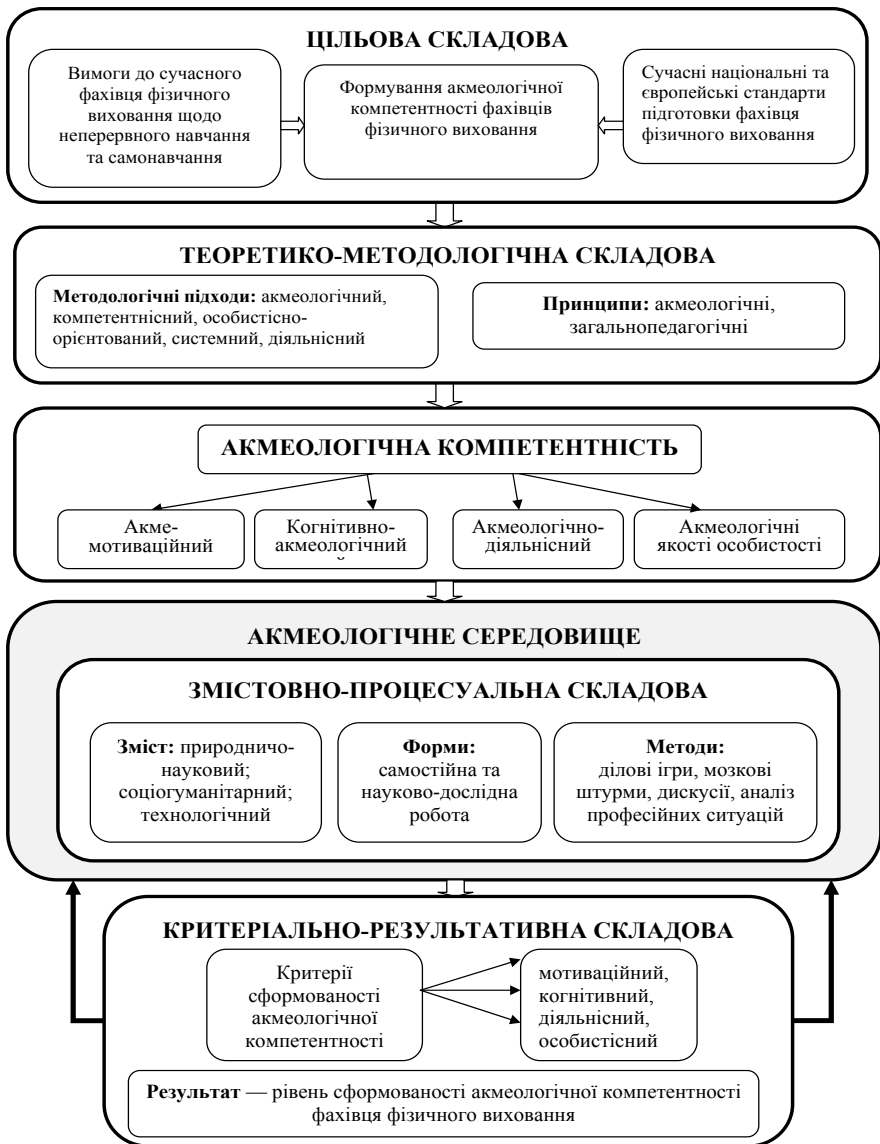 ЦІЛЬОВА СКЛАДОВА
Вимоги до сучасного
фахівця фізичного
виховання щодо
неперервного навчання
та самонавчання
Формування акмеологічної
компетентності фахівців
фізичного виховання
Сучасні національні та
європейські стандарти
підготовки фахівця
фізичного виховання
ТЕОРЕТИКО-МЕТОДОЛОГІЧНА СКЛАДОВА
Методологічні підходи: акмеологічний,
компетентнісний, особистісно-
орієнтований, системний, діяльнісний
Принципи: акмеологічні,
загальнопедагогічні
АКМЕОЛОГІЧНА КОМПЕТЕНТНІСТЬ
Акме-
мотиваційний
Когнітивно-
акмеологічний
Акмеологічно-
діяльнісний
Акмеологічні
якості особистості
АКМЕОЛОГІЧНЕ СЕРЕДОВИЩЕ
ЗМІСТОВНО-ПРОЦЕСУАЛЬНА СКЛАДОВА
Зміст: природничо-
науковий;
соціогуманітарний;
технологічний
Форми:
самостійна та
науково-дослідна
робота
Методи:
ділові ігри, мозкові
штурми, дискусії, аналіз
професійних ситуацій
КРИТЕРІАЛЬНО-РЕЗУЛЬТАТИВНА СКЛАДОВА
Критерії
сформованості
акмеологічної
компетентності
мотиваційний,
когнітивний,
діяльнісний,
особистісний
Результат — рівень сформованості акмеологічної компетентності
фахівця фізичного виховання